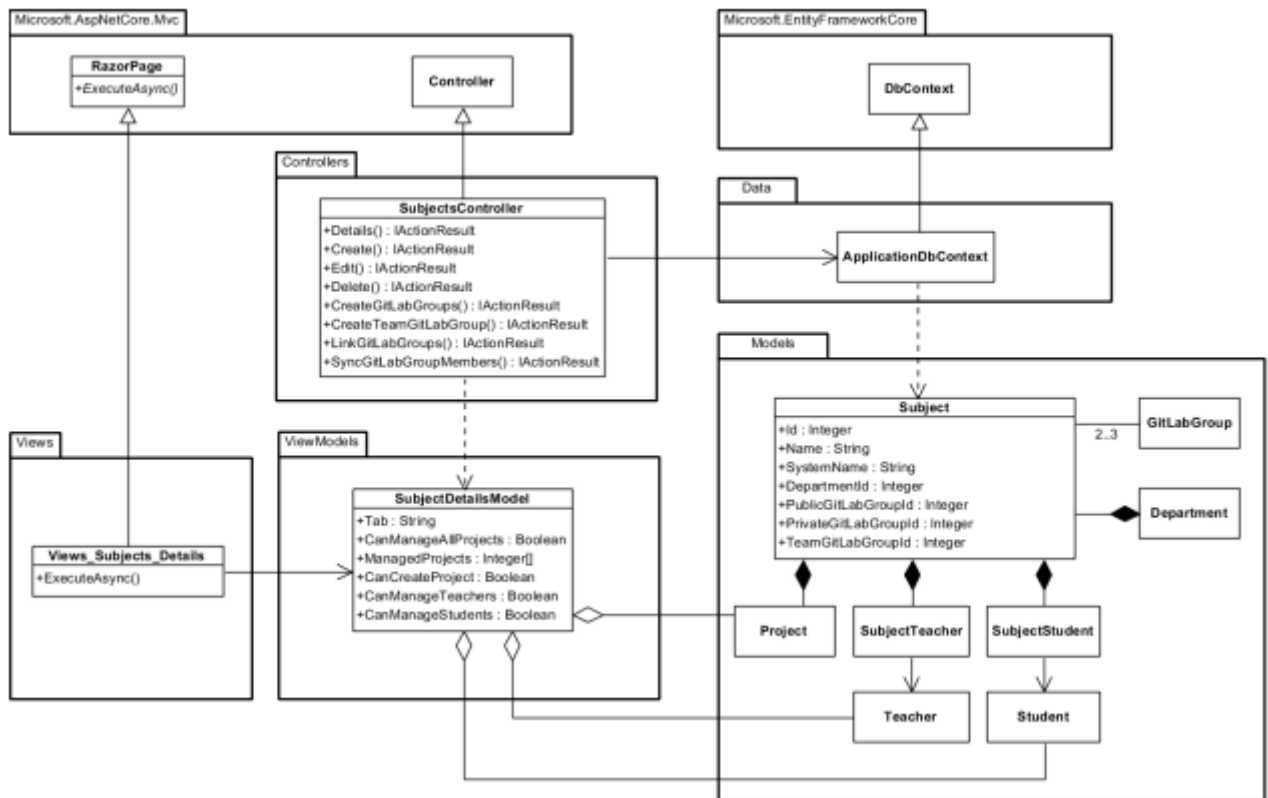 Microsoft.AspNetCore.Mvc
RazorPage
+ExecuteAsync()
Controller
Microsoft.EntityFrameworkCore
DbContext
Controllers
SubjectsController
+Details() : IActionResult
+Create() : IActionResult
+Edit() : IActionResult
+Delete() : IActionResult
+CreateGitLabGroups() : IActionResult
+CreateTeamGitLabGroup() : IActionResult
+LinkGitLabGroups() : IActionResult
+SyncGitLabGroupMembers() : IActionResult
Data
ApplicationDbContext
Models
Subject
+Id : Integer
+Name : String
+SystemName : String
+DepartmentId : Integer
+PublicGitLabGroupId : Integer
+PrivateGitLabGroupId : Integer
+TeamGitLabGroupId : Integer
2..3
GitLabGroup
Department
Views
Views_Subjects_Details
+ExecuteAsync()
ViewModels
SubjectDetailsModel
+Tab : String
+CanManageAllProjects : Boolean
+ManagedProjects : Integer[]
+CanCreateProject : Boolean
+CanManageTeachers : Boolean
+CanManageStudents : Boolean
Project
SubjectTeacher
SubjectStudent
Teacher
Student